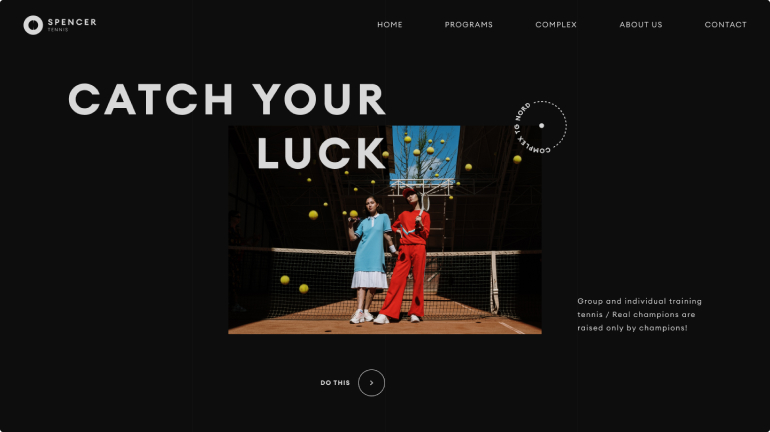 SPENCER
TENNIS
HOME
PROGRAMS
COMPLEX
ABOUT US
CONTACT
CATCH YOUR
LUCK
COMPLEX TQ NORD
Group and individual training
tennis / Real champions are
raised only by champions!
DO THIS